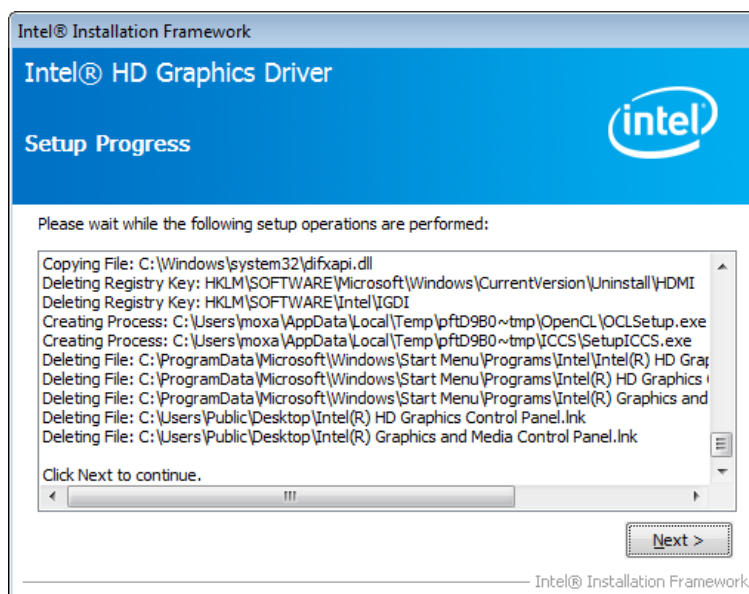 Intel® Installation Framework
Intel® HD Graphics Driver
Setup Progress
intel
Please wait while the following setup operations are performed:
Copying File: C:\Windows\system32\difxapi.dll
Deleting Registry Key: HKLM\SOFTWARE\Microsoft\Windows\CurrentVersion\Uninstall\HDMI
Deleting Registry Key: HKLM\SOFTWARE\Intel\IGDI
Creating Process: C:\Users\moxa\AppData\Local\Temp\pftD9B0~tmp\OpenCL\OCLSetup.exe
Creating Process: C:\Users\moxa\AppData\Local\Temp\pftD9B0~tmp\ICCS\SetupICCS.exe
Deleting File: C:\ProgramData\Microsoft\Windows\Start Menu\Programs\Intel\Intel(R) HD Grap
Deleting File: C:\ProgramData\Microsoft\Windows\Start Menu\Programs\Intel(R) HD Graphics
Deleting File: C:\ProgramData\Microsoft\Windows\Start Menu\Programs\Intel(R) Graphics and
Deleting File: C:\Users\Public\Desktop\Intel(R) HD Graphics Control Panel.lnk
Deleting File: C:\Users\Public\Desktop\Intel(R) Graphics and Media Control Panel.lnk
Click Next to continue.
Next >
Intel® Installation Framework